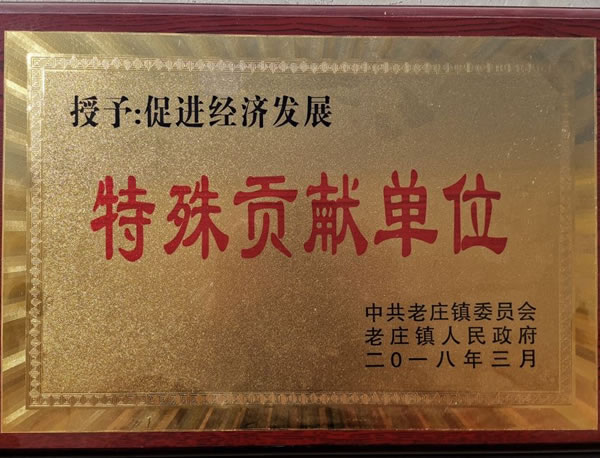 授予:促进经济发展
特殊贡献单位
中共老庄镇委员会
老庄镇人民政府
二〇一八年三月